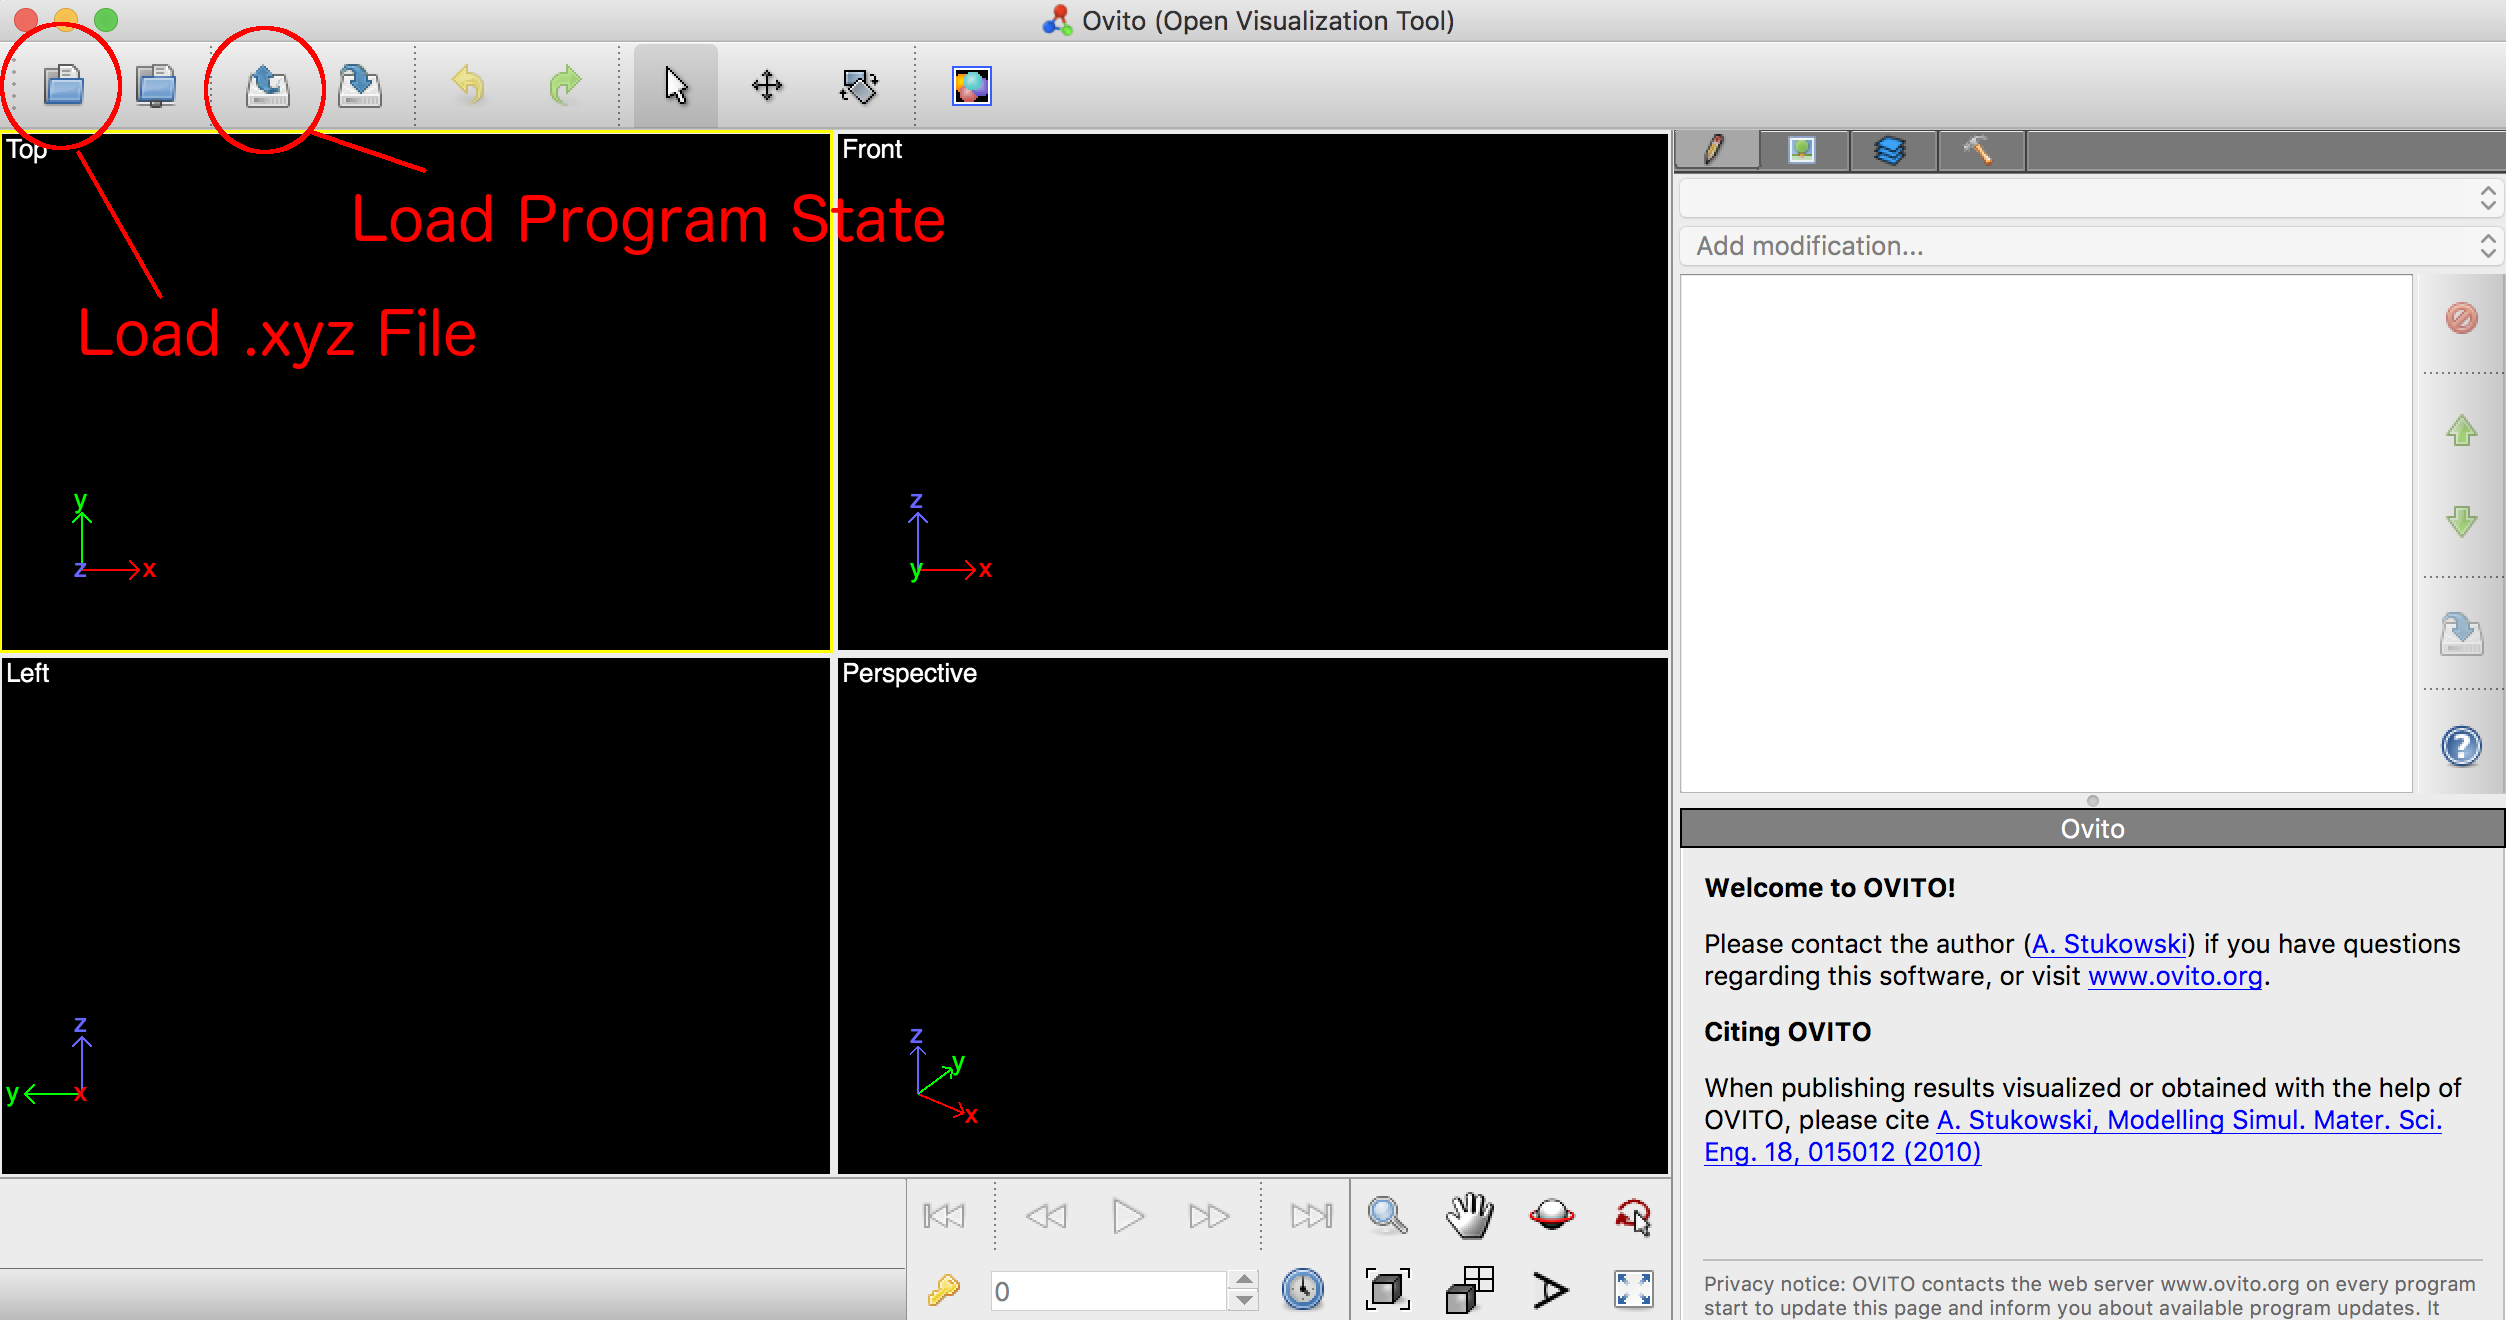 Ovito (Open Visualization Tool)
Top
Front
Load Program State
Load .xyz File
y
z
x
z
y
x
Left
Perspective
z
y
x
z
y
x
Add modification...
Ovito
Welcome to OVITO!
Please contact the author (A. Stukowski) if you have questions
regarding this software, or visit www.ovito.org.
Citing OVITO
When publishing results visualized or obtained with the help of
OVITO, please cite A. Stukowski, Modelling Simul. Mater. Sci.
Eng. 18, 015012 (2010)
Privacy notice: OVITO contacts the web server www.ovito.org on every program
start to update this page and inform you about available program updates. It
0